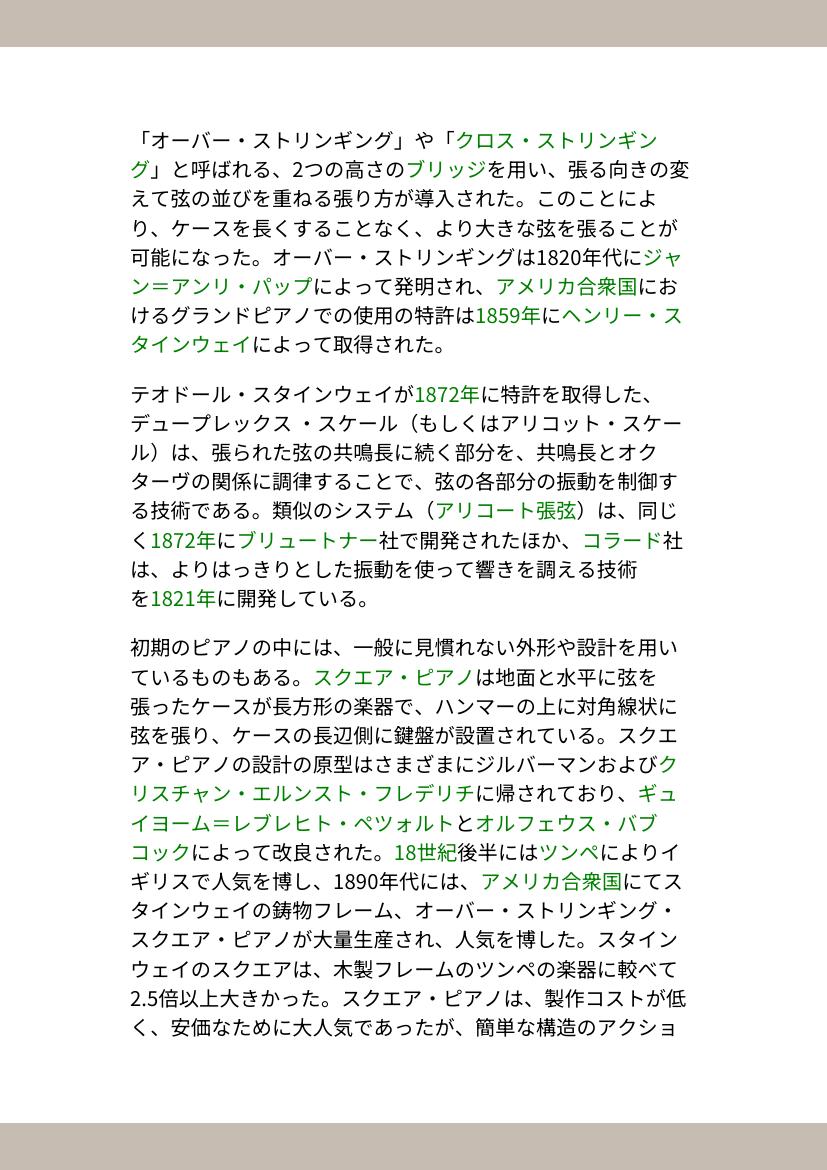 「オーバー・ストリンギング」や「クロス・ストリンギン
グ」と呼ばれる、2つの高さのブリッジを用い、張る向きの変
えて弦の並びを重ねる張り方が導入された。このことによ
り、ケースを長くすることなく、より大きな弦を張ることが
可能になった。オーバー・ストリンギングは1820年代にジャ
ン＝アンリ・パップによって発明され、アメリカ合衆国にお
けるグランドピアノでの使用の特許は1859年にヘンリー・ス
タインウェイによって取得された。
テオドール・スタインウェイが1872年に特許を取得した、
デュープレックス ・スケール（もしくはアリコット・スケー
ル）は、張られた弦の共鳴長に続く部分を、共鳴長とオク
ターヴの関係に調律することで、弦の各部分の振動を制御す
る技術である。類似のシステム（アリコート張弦）は、同じ
く1872年にブリュートナー社で開発されたほか、コラード社
は、よりはっきりとした振動を使って響きを調える技術
を1821年に開発している。
初期のピアノの中には、一般に見慣れない外形や設計を用い
ているものもある。スクエア・ピアノは地面と水平に弦を
張ったケースが長方形の楽器で、ハンマーの上に対角線状に
弦を張り、ケースの長辺側に鍵盤が設置されている。スクエ
ア・ピアノの設計の原型はさまざまにジルバーマンおよびク
リスチャン・エルンスト・フレデリチに帰されており、ギュ
イヨーム＝レブレヒト・ペツォルトとオルフェウス・バブ
コックによって改良された。18世紀後半にはツンペによりイ
ギリスで人気を博し、1890年代には、アメリカ合衆国にてス
タインウェイの鋳物フレーム、オーバー・ストリンギング・
スクエア・ピアノが大量生産され、人気を博した。スタイン
ウェイのスクエアは、木製フレームのツンペの楽器に較べて
2.5倍以上大きかった。スクエア・ピアノは、製作コストが低
く、安価なために大人気であったが、簡単な構造のアクショ